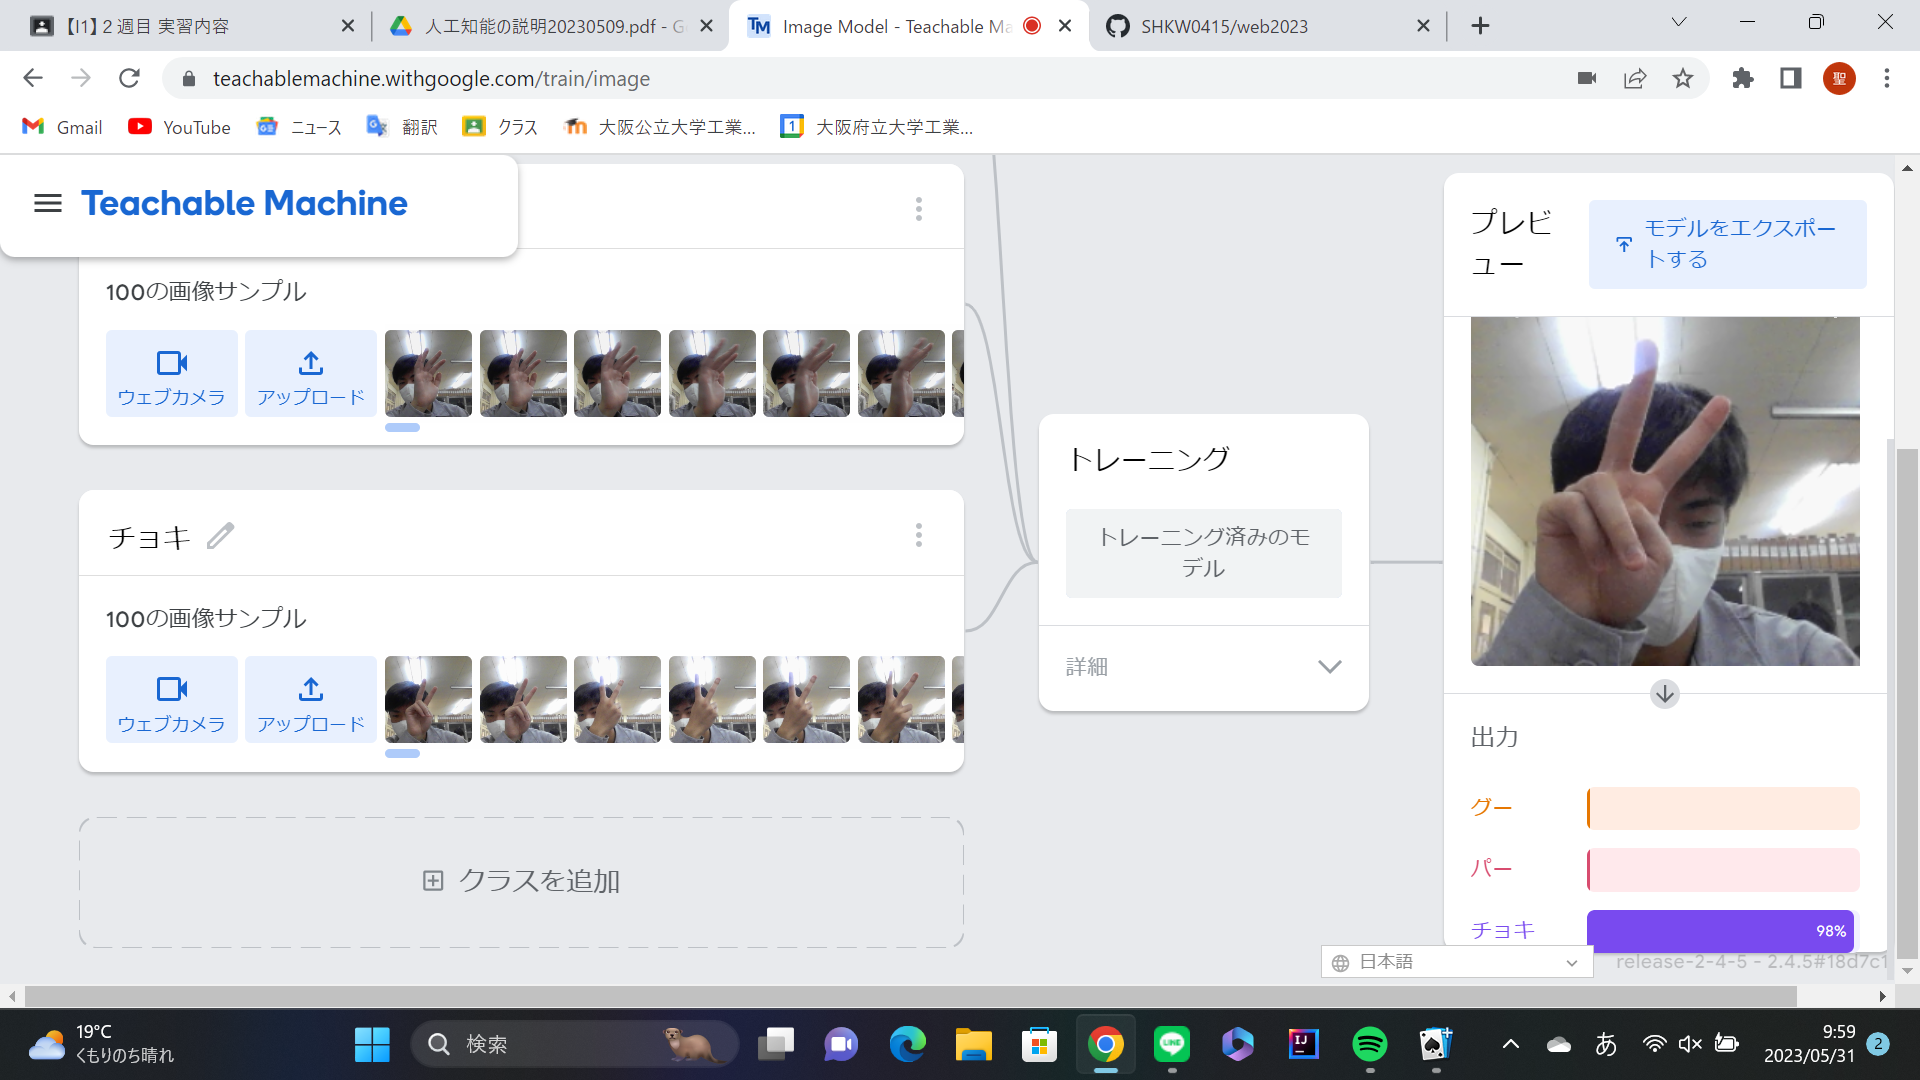 【I1】２週目 実習内容
人工知能の説明20230509.pdf - G
Image Model - Teachable Ma
SHKW0415/web2023
teachablemachine.withgoogle.com/train/image
聖
Gmail
YouTube
ニュース
翻訳
クラス
大阪公立大学工業...
1
大阪府立大学工業...
Teachable Machine
100の画像サンプル
ウェブカメラ
アップロード
チョキ
100の画像サンプル
ウェブカメラ
アップロード
クラスを追加
トレーニング
トレーニング済みのモ
デル
詳細
プレビ
ュー
モデルをエクスポー
トする
出力
グー
パー
チョキ
98%
日本語
release-2-4-5 - 2.4.5#18d7c1
19°C
くもりのち晴れ
検索
あ
9:59
2023/05/31
2